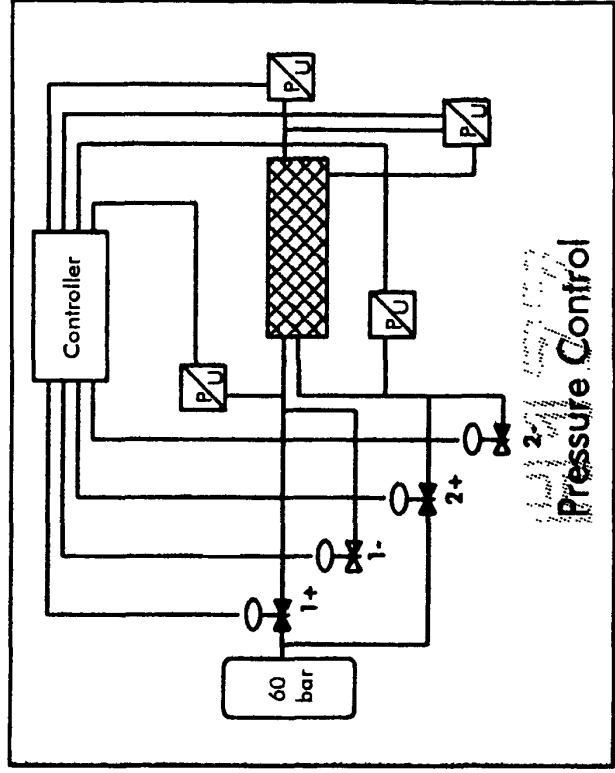 Controller
P
U
P
U
P
U
P
U
60
bar
1+
1-
2+
2-
Pressure Control